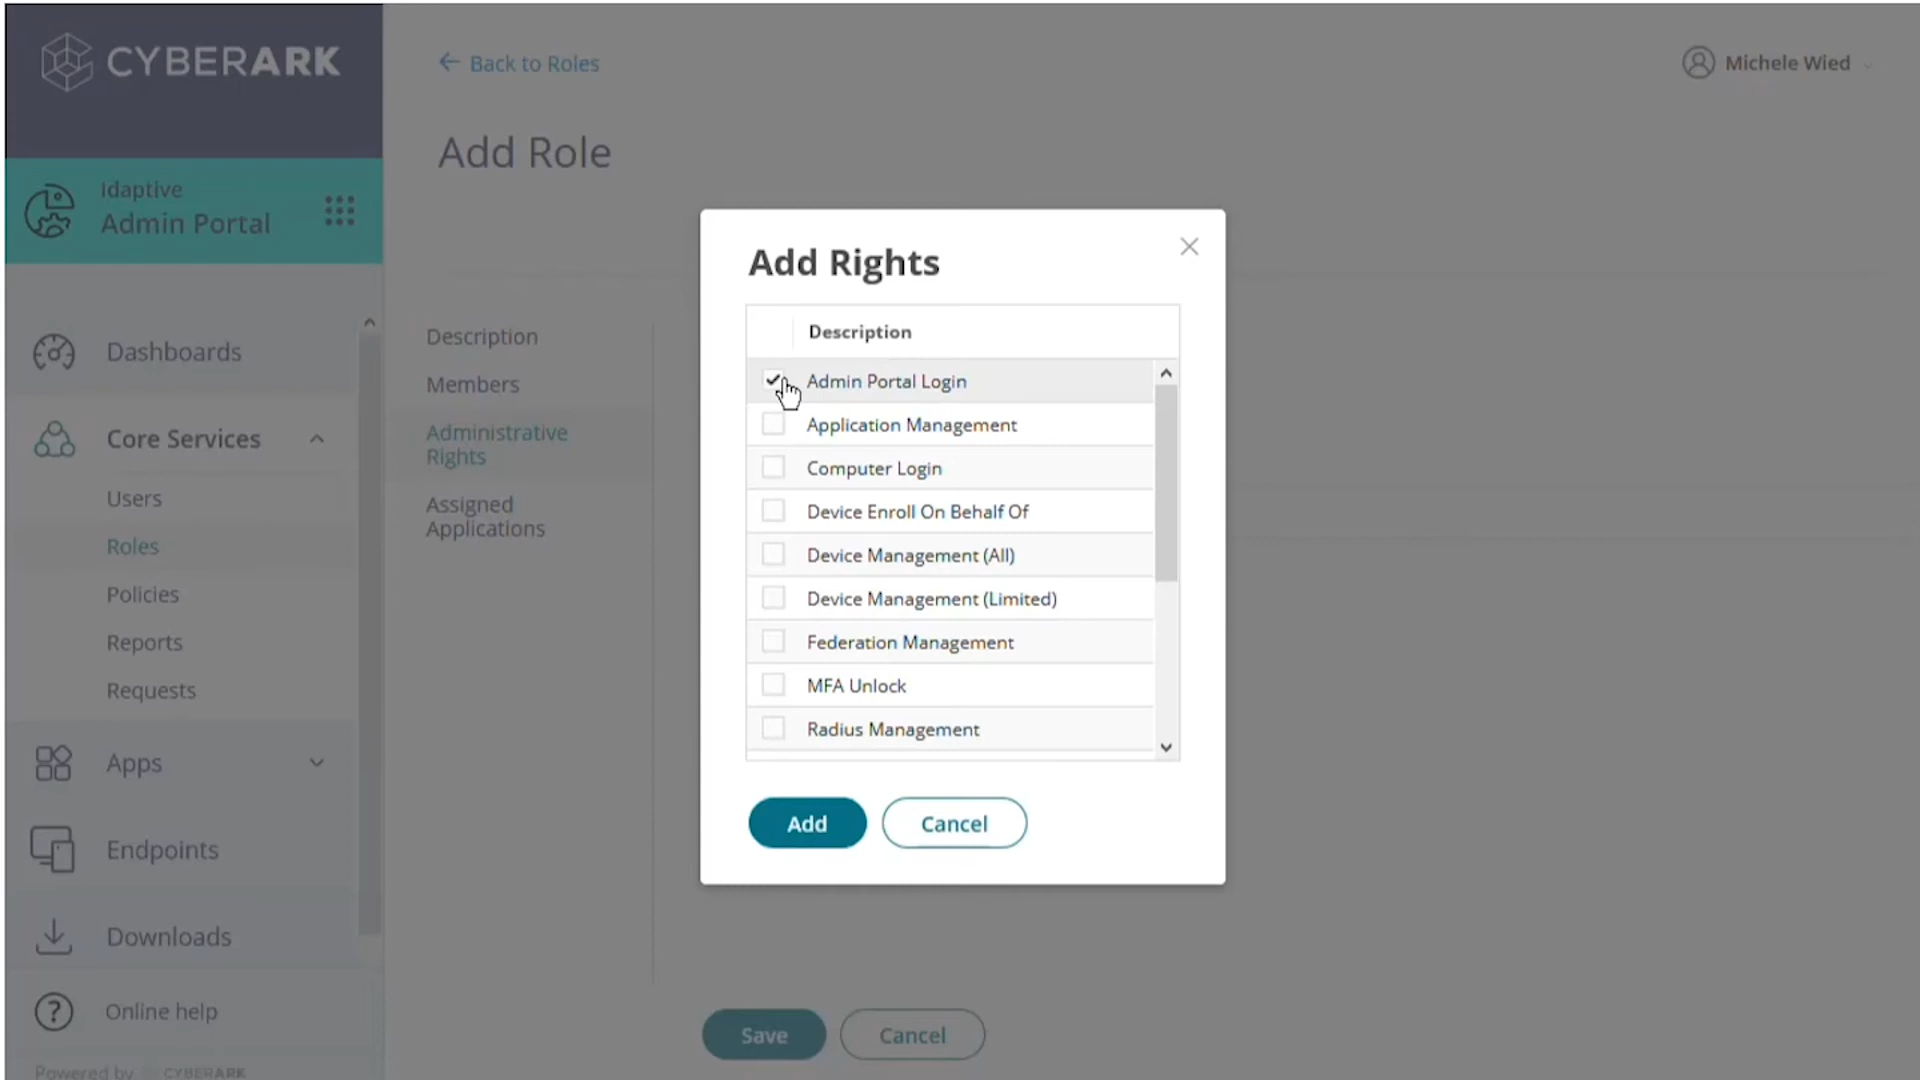 CYBERARK
Idaptive
Admin Portal
Dashboards
Core Services
Users
Roles
Policies
Reports
Requests
Apps
Endpoints
Downloads
Online help
Powered by CYBERARK
Back to Roles
Michele Wied
Add Role
Description
Members
Administrative
Rights
Assigned
Applications
Add Rights
Description
Admin Portal Login
Application Management
Computer Login
Device Enroll On Behalf Of
Device Management (All)
Device Management (Limited)
Federation Management
MFA Unlock
Radius Management
Add
Cancel
Save
Cancel